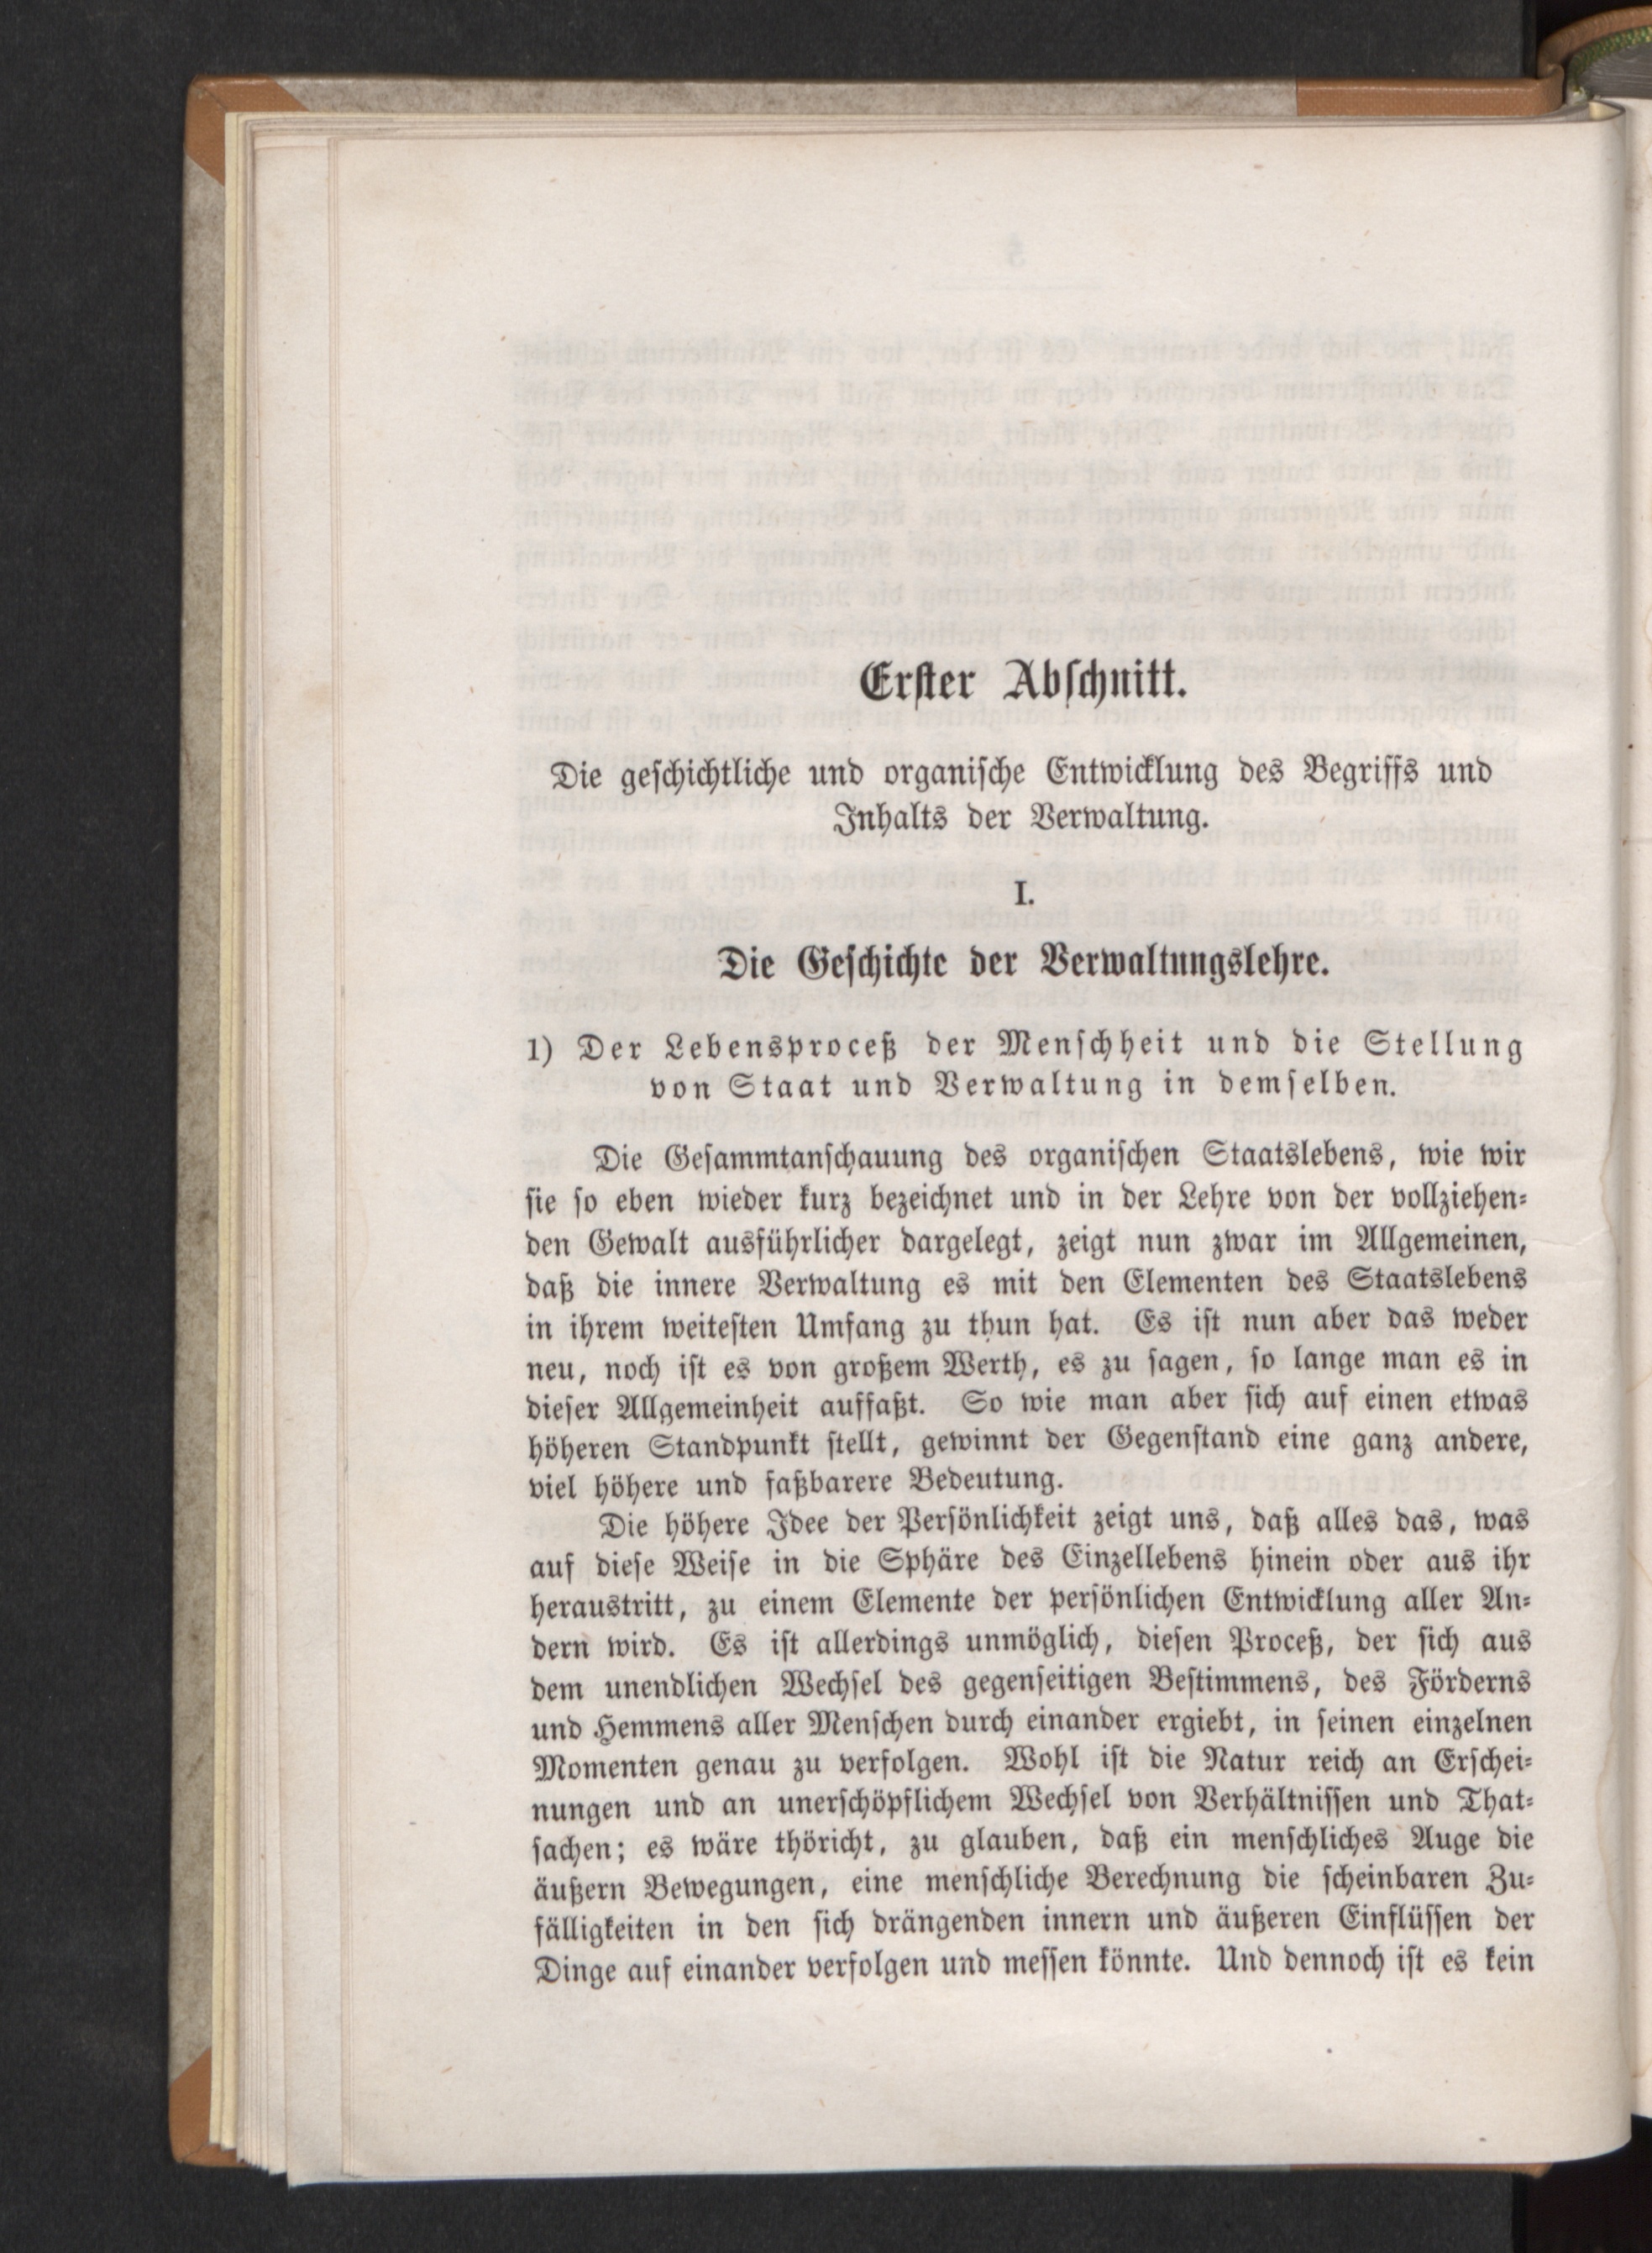 Erster Abschnitt.
Die geschichtliche und organische Entwicklung des Begriffs und
Inhalts der Verwaltung.
I.
Die Geschichte der Verwaltungslehre.
1) Der Lebensproceß der Menschheit und die Stellung
von Staat und Verwaltung in demselben.
Die Gesammtanschauung des organischen Staatslebens, wie wir
sie so eben wieder kurz bezeichnet und in der Lehre von der vollziehen-
den Gewalt ausführlicher dargelegt, zeigt nun zwar im Allgemeinen,
daß die innere Verwaltung es mit den Elementen des Staatslebens
in ihrem weitesten Umfang zu thun hat. Es ist nun aber das weder
neu, noch ist es von großem Werth, es zu sagen, so lange man es in
dieser Allgemeinheit auffaßt. So wie man aber sich auf einen etwas
höheren Standpunkt stellt, gewinnt der Gegenstand eine ganz andere,
viel höhere und faßbarere Bedeutung.
Die höhere Idee der Persönlichkeit zeigt uns, daß alles das, was
auf diese Weise in die Sphäre des Einzellebens hinein oder aus ihr
heraustritt, zu einem Elemente der persönlichen Entwicklung aller An-
dern wird. Es ist allerdings unmöglich, diesen Proceß, der sich aus
dem unendlichen Wechsel des gegenseitigen Bestimmens, des Förderns
und Hemmens aller Menschen durch einander ergiebt, in seinen einzelnen
Momenten genau zu verfolgen. Wohl ist die Natur reich an Erschei-
nungen und an unerschöpflichem Wechsel von Verhältnissen und That-
sachen; es wäre thöricht, zu glauben, daß ein menschliches Auge die
äußern Bewegungen, eine menschliche Berechnung die scheinbaren Zu-
fälligkeiten in den sich drängenden innern und äußeren Einflüssen der
Dinge auf einander verfolgen und messen könnte. Und dennoch ist es kein